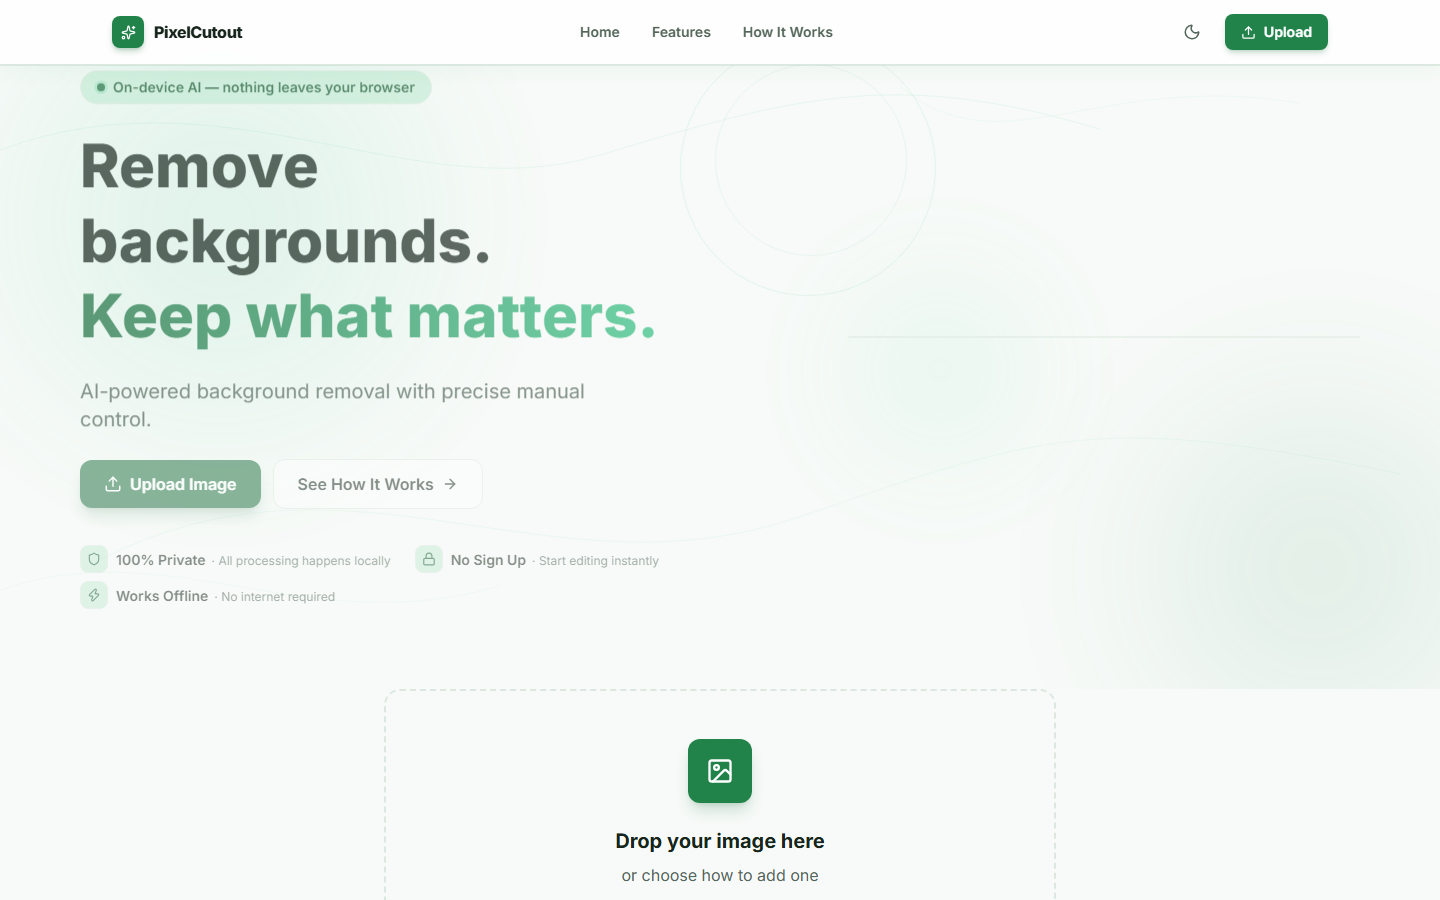 PixelCutout
Home
Features
How It Works
Upload
On-device AI — nothing leaves your browser
Remove
backgrounds.
Keep what matters.
AI-powered background removal with precise manual
control.
Upload Image
See How It Works
100% Private · All processing happens locally
No Sign Up · Start editing instantly
Works Offline · No internet required
Drop your image here
or choose how to add one